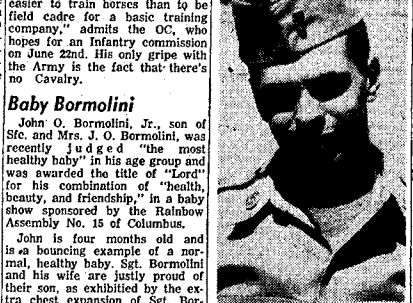 easier to train horses than to be
field cadre for a basic training
company," admits the OC, who
hopes for an Infantry commission
on June 22nd. His only gripe with
the Army is the fact that there's
no Cavalry.
Baby Bormolini
John O. Bormolini, Jr., son of
Sfc. and Mrs. J. O. Bormolini, was
recently judged "the most
healthy baby" in his age group and
was awarded the title of "Lord"
for his combination of "health,
beauty, and friendship," in a baby
show sponsored by the Rainbow
Assembly No. 15 of Columbus.
John is four months old and
is a bouncing example of a nor-
mal, healthy baby. Sgt. Bormolini
and his wife are justly proud of
their son, as exhibitied by the ex-
tra chest expansion of Sgt. Bor-